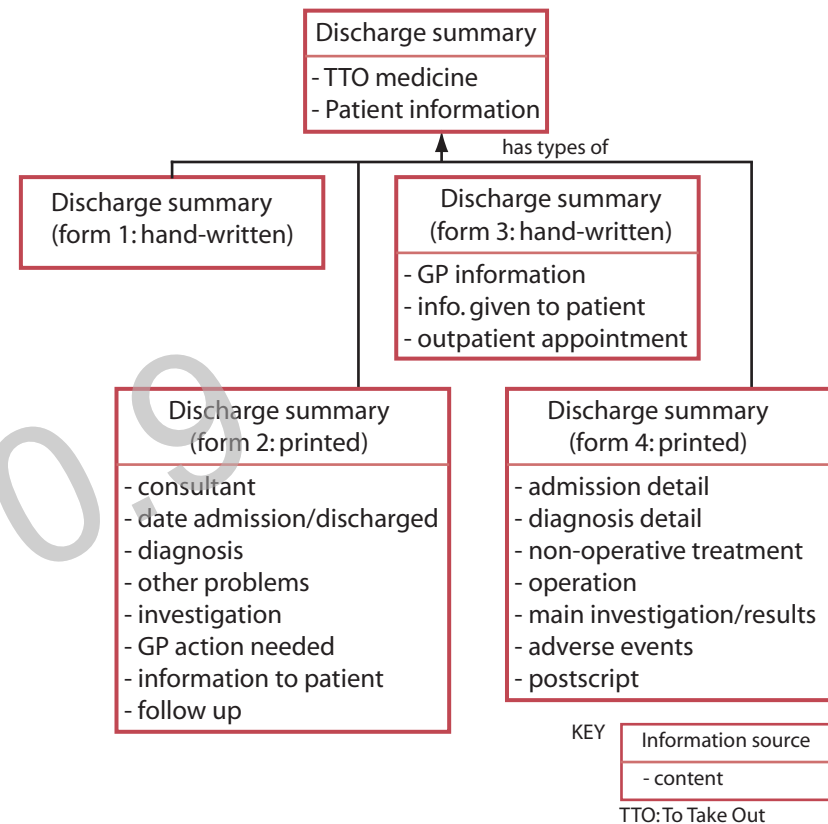 Discharge summary
- TTO medicine
- Patient information
has types of
Discharge summary
(form 1: hand-written)
Discharge summary
(form 3: hand-written)
- GP information
- info. given to patient
- outpatient appointment
Discharge summary
(form 2: printed)
- consultant
- date admission/discharged
- diagnosis
- other problems
- investigation
- GP action needed
- information to patient
- follow up
Discharge summary
(form 4: printed)
- admission detail
- diagnosis detail
- non-operative treatment
- operation
- main investigation/results
- adverse events
- postscript
KEY
Information source
- content
TTO: To Take Out
0.9